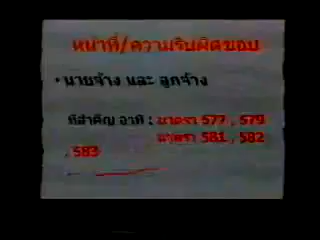 หน้าที่/ความรับผิดชอบ
• นายจ้าง และ ลูกจ้าง
ที่สำคัญ อาทิ : มาตรา 577 , 579
มาตรา 581 , 582
, 583